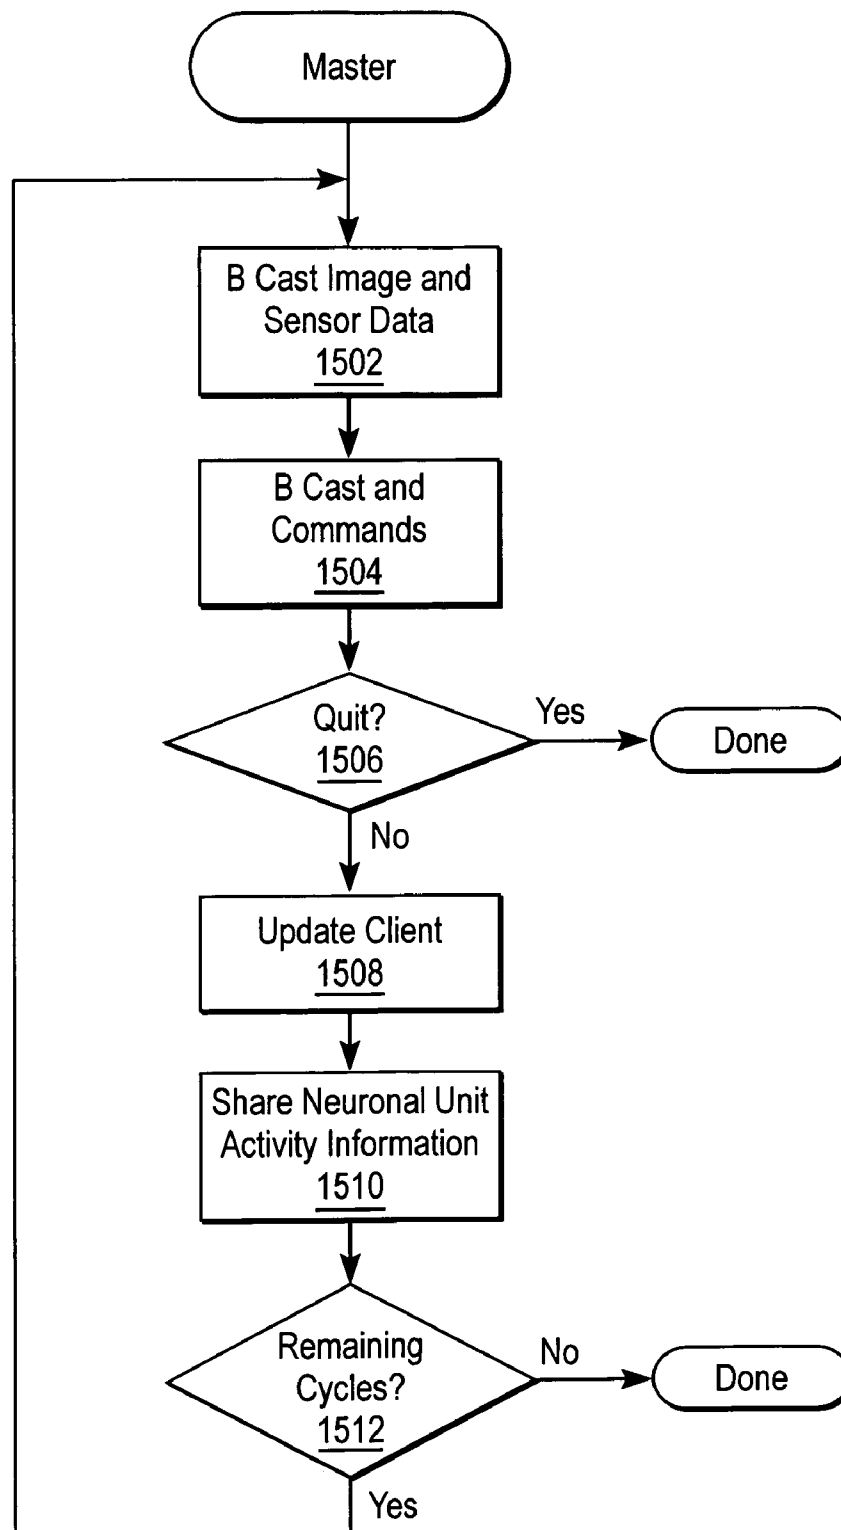 Master
B Cast Image and
Sensor Data
1502
B Cast and
Commands
1504
Quit?
1506
Yes
Done
No
Update Client
1508
Share Neuronal Unit
Activity Information
1510
Remaining
Cycles?
1512
No
Done
Yes